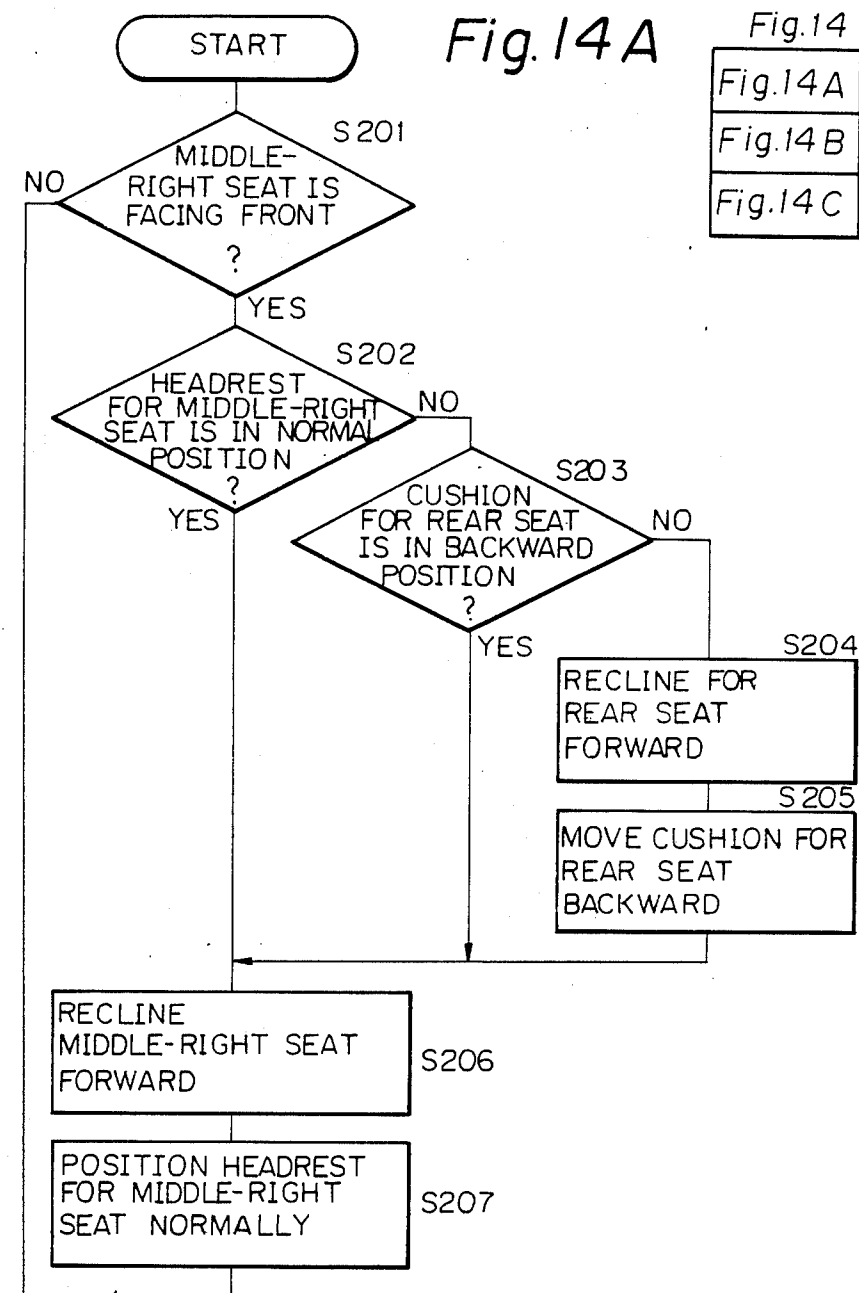 START
Fig.14A
Fig.14
Fig.14A
Fig.14B
Fig.14C
S201
MIDDLE-
RIGHT SEAT IS
FACING FRONT
?
NO
YES
S202
HEADREST
FOR MIDDLE-RIGHT
SEAT IS IN NORMAL
POSITION
?
NO
YES
S203
CUSHION
FOR REAR SEAT
IS IN BACKWARD
POSITION
?
NO
YES
S204
RECLINE FOR
REAR SEAT
FORWARD
S205
MOVE CUSHION FOR
REAR SEAT
BACKWARD
RECLINE
MIDDLE-RIGHT SEAT
FORWARD
S206
POSITION HEADREST
FOR MIDDLE-RIGHT
SEAT NORMALLY
S207